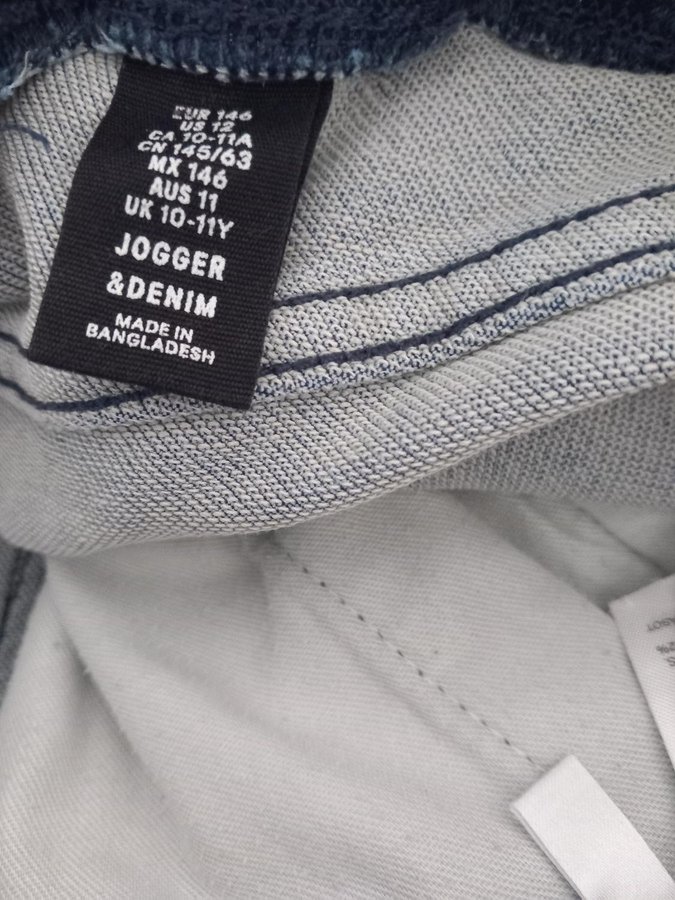 EUR 146
US 12
CA 10-11A
CN 145/63
MX 146
AUS 11
UK 10-11Y
JOGGER
&DENIM
MADE IN
BANGLADESH
2%